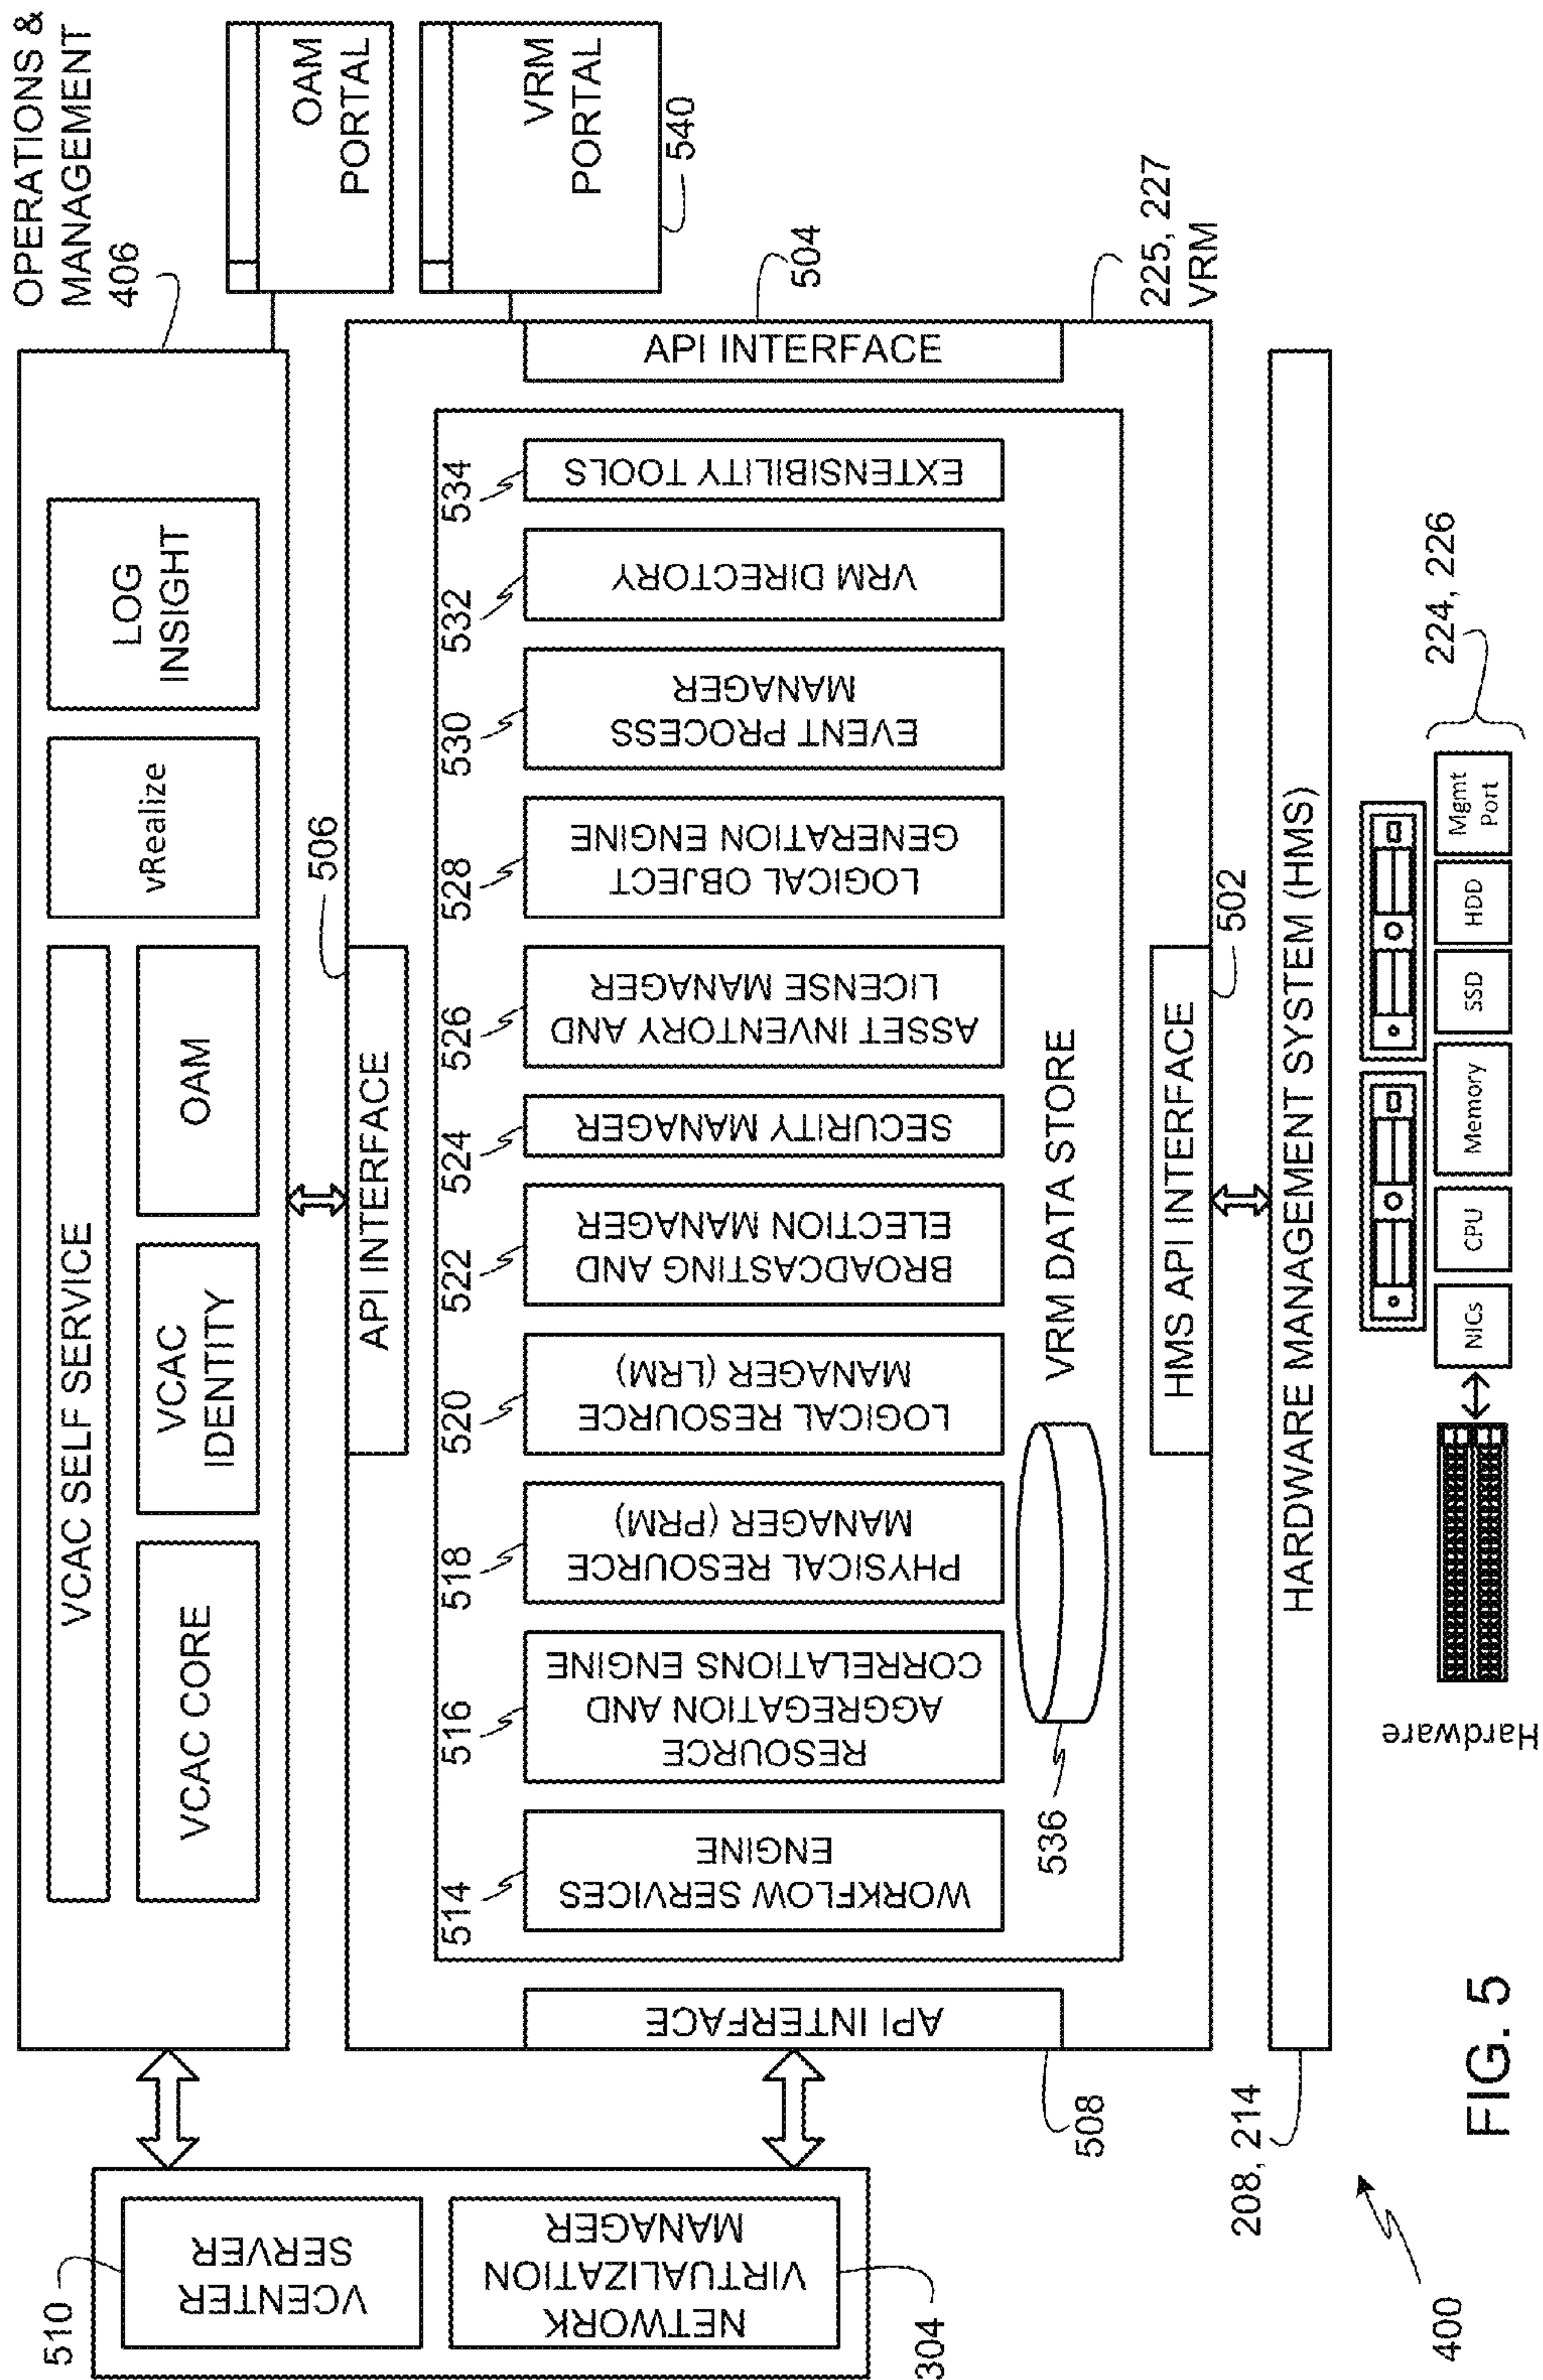 OPERATIONS &
MANAGEMENT
406
VCAC SELF SERVICE
VCAC CORE
VCAC
IDENTITY
OAM
vRealize
LOG
INSIGHT
OAM
PORTAL
VRM
PORTAL
540
510
VCENTER
SERVER
NETWORK
VIRTUALIZATION
MANAGER
304
506
API INTERFACE
API INTERFACE
508
API INTERFACE
504
225, 227
VRM
514
WORKFLOW SERVICES
ENGINE
516
RESOURCE
AGGREGATION AND
CORRELATIONS ENGINE
518
PHYSICAL RESOURCE
MANAGER (PRM)
520
LOGICAL RESOURCE
MANAGER (LRM)
522
BROADCASTING AND
ELECTION MANAGER
524
SECURITY MANAGER
526
ASSET INVENTORY AND
LICENSE MANAGER
528
LOGICAL OBJECT
GENERATION ENGINE
530
EVENT PROCESS
MANAGER
532
VRM DIRECTORY
534
EXTENSIBILITY TOOLS
536
VRM DATA STORE
HMS API INTERFACE
502
208, 214
HARDWARE MANAGEMENT SYSTEM (HMS)
Hardware
NICs
CPU
Memory
SSD
HDD
Mgmt
Port
224, 226
400
FIG. 5